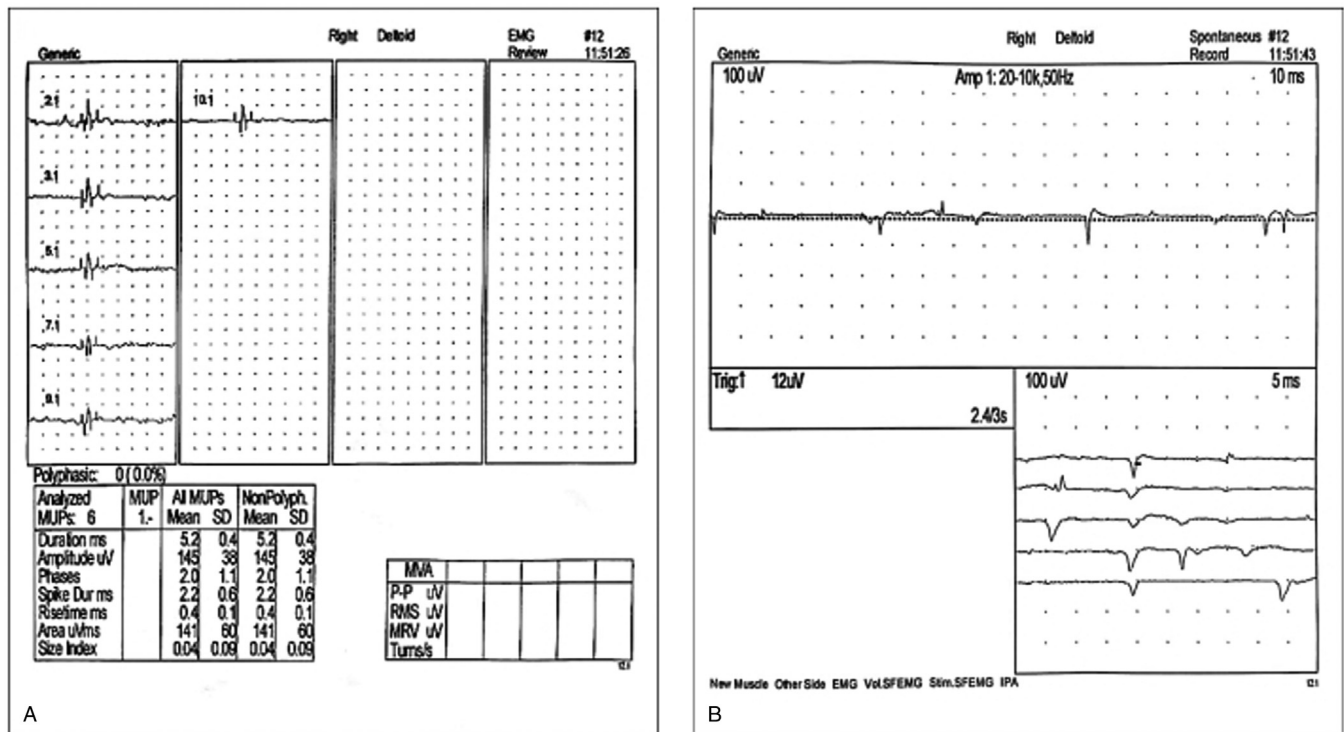 Right Deltoid EMG #12
Generic Review 11:51:26
2.1
10.1
3.1
5.1
7.1
9.1
Polyphasic: 0 ( 0.0%)
Analyzed MUP All MUPs NonPolyph.
MUPs: 6 1.- Mean SD Mean SD
Duration ms 5.2 0.4 5.2 0.4
Amplitude uV 145 38 145 38
Phases 2.0 1.1 2.0 1.1
Spike Dur ms 2.2 0.6 2.2 0.6
Risetime ms 0.4 0.1 0.4 0.1
Area uVms 141 60 141 60
Size Index 0.04 0.09 0.04 0.09
MVA
P-P uV
RMS uV
MRV uV
Turns/s
12.1
A
Right Deltoid Spontaneous #12
Generic Record 11:51:43
100 uV Amp 1: 20-10k,50Hz 10 ms
Trig:↑ 12uV
2.4/3s
100 uV 5 ms
New Muscle Other Side EMG Vol.SFEMG Stim.SFEMG IPA
12.1
B